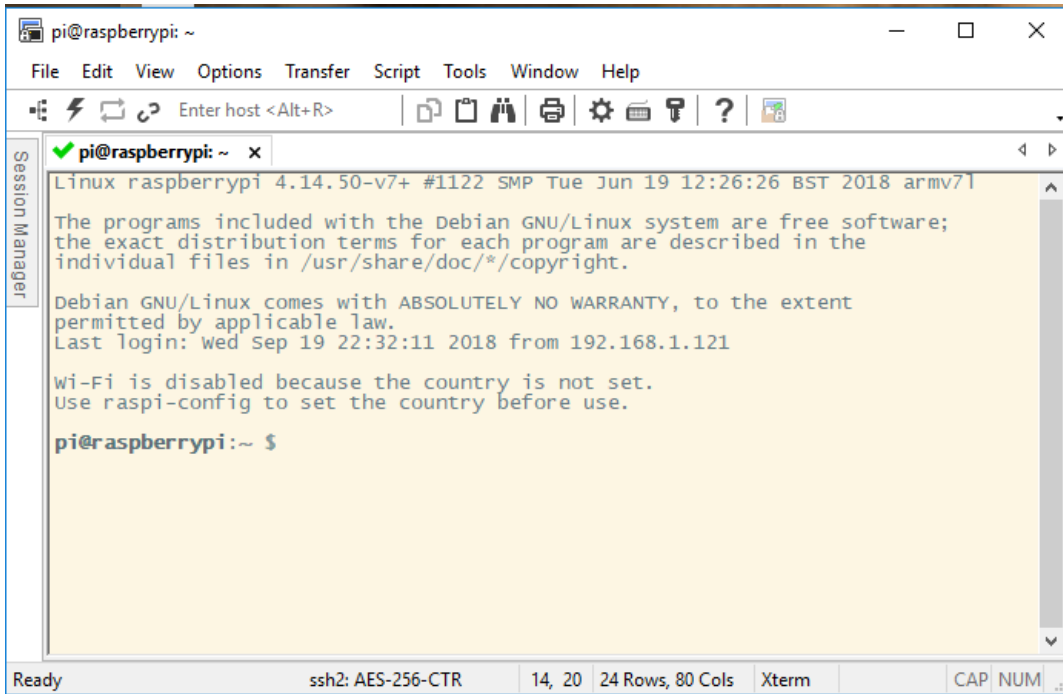 pi@raspberrypi: ~
File Edit View Options Transfer Script Tools Window Help
Enter host <Alt+R>
Session Manager
pi@raspberrypi: ~ x
Linux raspberrypi 4.14.50-v7+ #1122 SMP Tue Jun 19 12:26:26 BST 2018 armv7l
The programs included with the Debian GNU/Linux system are free software;
the exact distribution terms for each program are described in the
individual files in /usr/share/doc/*/copyright.
Debian GNU/Linux comes with ABSOLUTELY NO WARRANTY, to the extent
permitted by applicable law.
Last login: Wed Sep 19 22:32:11 2018 from 192.168.1.121
Wi-Fi is disabled because the country is not set.
Use raspi-config to set the country before use.
pi@raspberrypi:~ $
Ready ssh2: AES-256-CTR 14, 20 24 Rows, 80 Cols Xterm CAP NUM